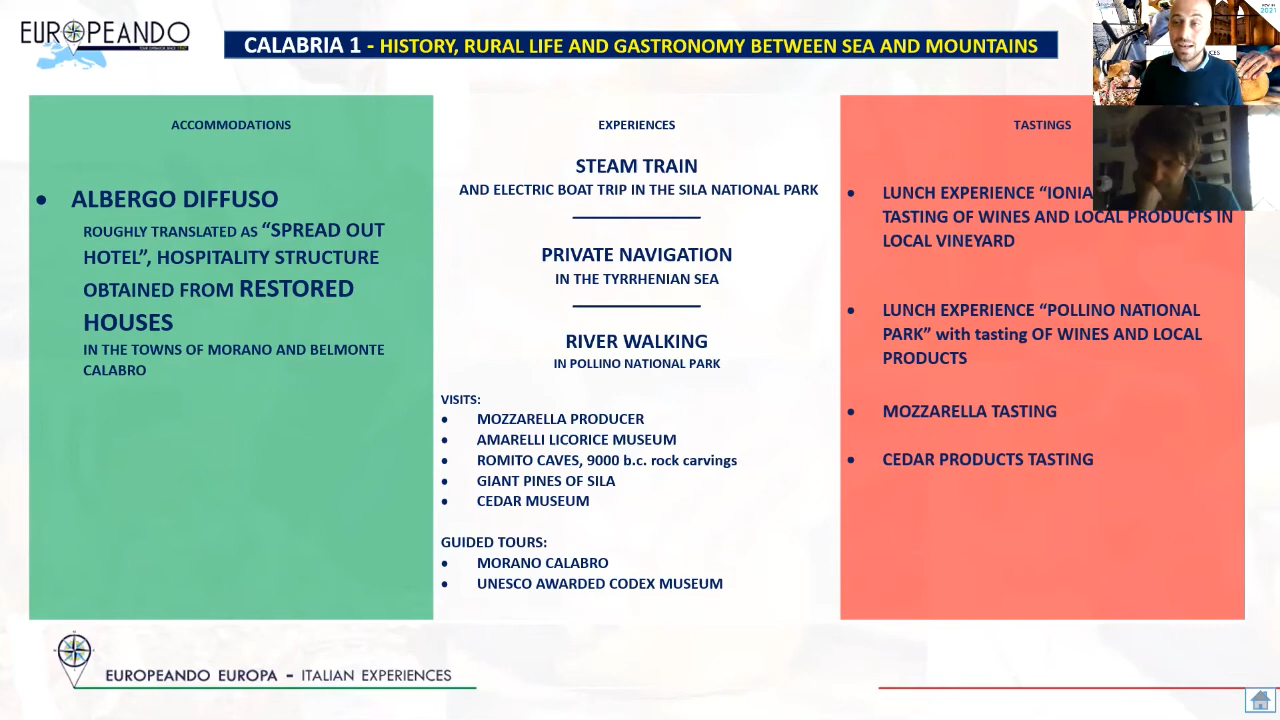 EUROPEANDO
CALABRIA 1 - HISTORY, RURAL LIFE AND GASTRONOMY BETWEEN SEA AND MOUNTAINS
2021
ACCOMMODATIONS
• ALBERGO DIFFUSO
ROUGHLY TRANSLATED AS “SPREAD OUT
HOTEL”, HOSPITALITY STRUCTURE
OBTAINED FROM RESTORED
HOUSES
IN THE TOWNS OF MORANO AND BELMONTE
CALABRO
EXPERIENCES
STEAM TRAIN
AND ELECTRIC BOAT TRIP IN THE SILA NATIONAL PARK
PRIVATE NAVIGATION
IN THE TYRRHENIAN SEA
RIVER WALKING
IN POLLINO NATIONAL PARK
VISITS:
• MOZZARELLA PRODUCER
• AMARELLI LICORICE MUSEUM
• ROMITO CAVES, 9000 b.c. rock carvings
• GIANT PINES OF SILA
• CEDAR MUSEUM
GUIDED TOURS:
• MORANO CALABRO
• UNESCO AWARDED CODEX MUSEUM
TASTINGS
• LUNCH EXPERIENCE “IONIA
TASTING OF WINES AND LOCAL PRODUCTS IN
LOCAL VINEYARD
• LUNCH EXPERIENCE “POLLINO NATIONAL
PARK” with tasting OF WINES AND LOCAL
PRODUCTS
• MOZZARELLA TASTING
• CEDAR PRODUCTS TASTING
EUROPEANDO EUROPA – ITALIAN EXPERIENCES